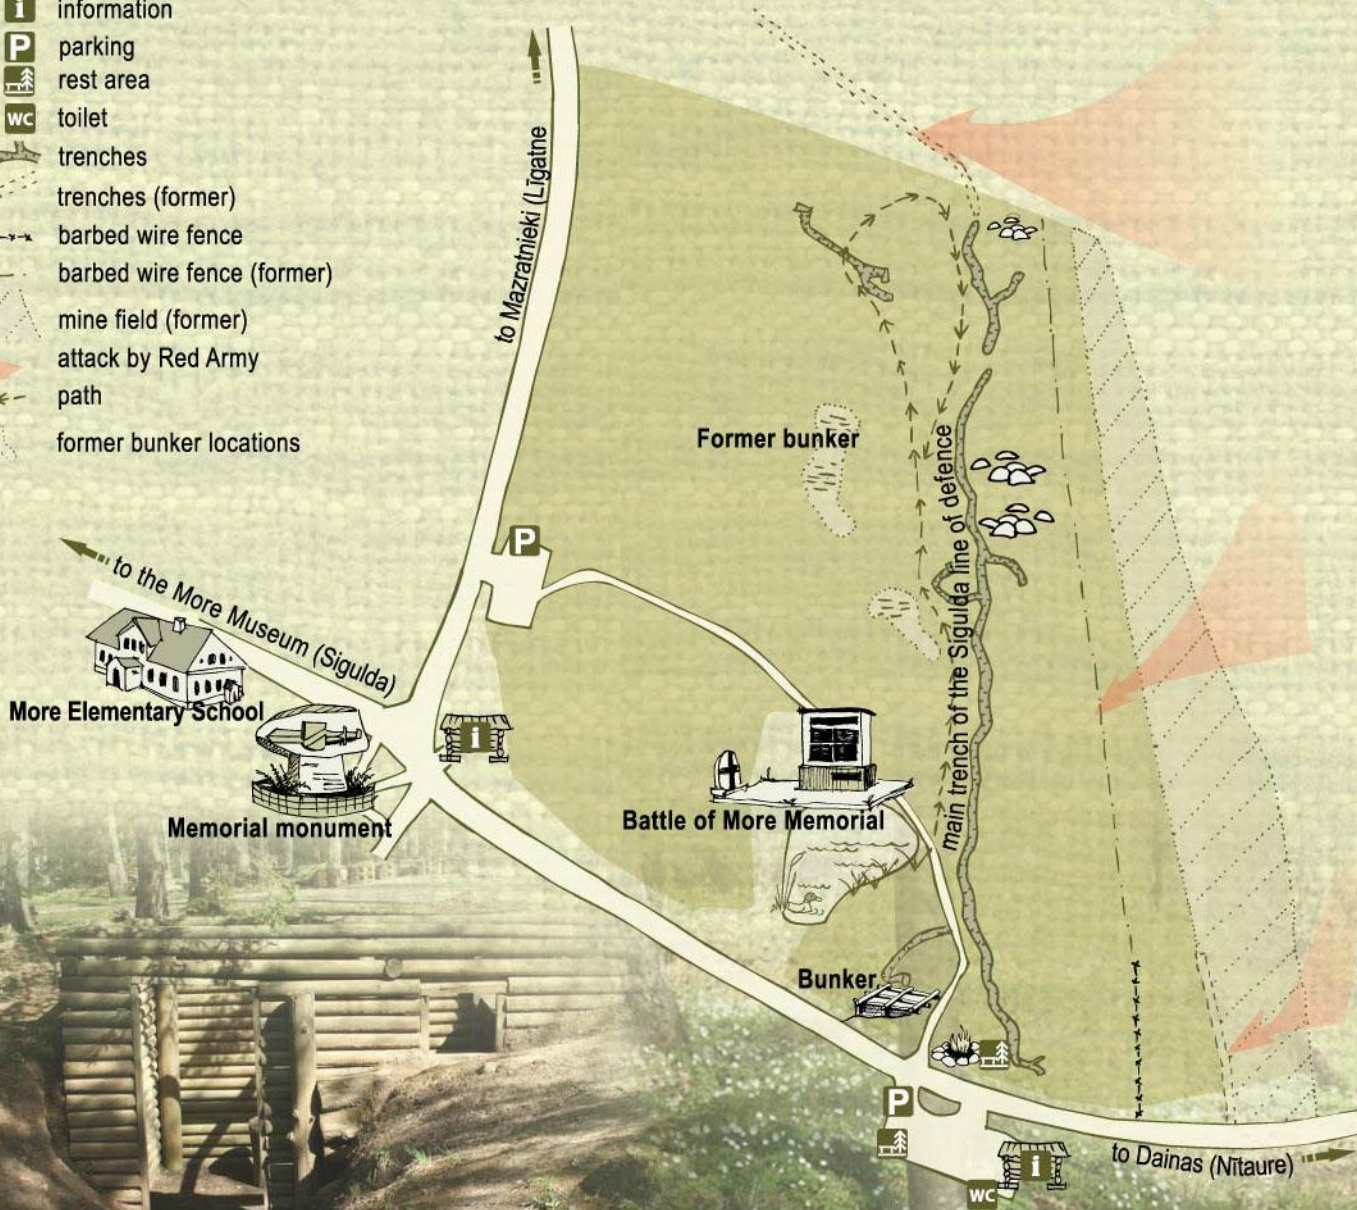 i information
P parking
rest area
WC toilet
trenches
trenches (former)
barbed wire fence
barbed wire fence (former)
mine field (former)
attack by Red Army
path
former bunker locations
to Mazratnieki (Līgatne
Former bunker
main trench of the Sigulda line of defence
P
to the More Museum (Sigulda)
More Elementary School
i
Memorial monument
Battle of More Memorial
Bunker
P
to Dainas (Nītaure)
i
WC